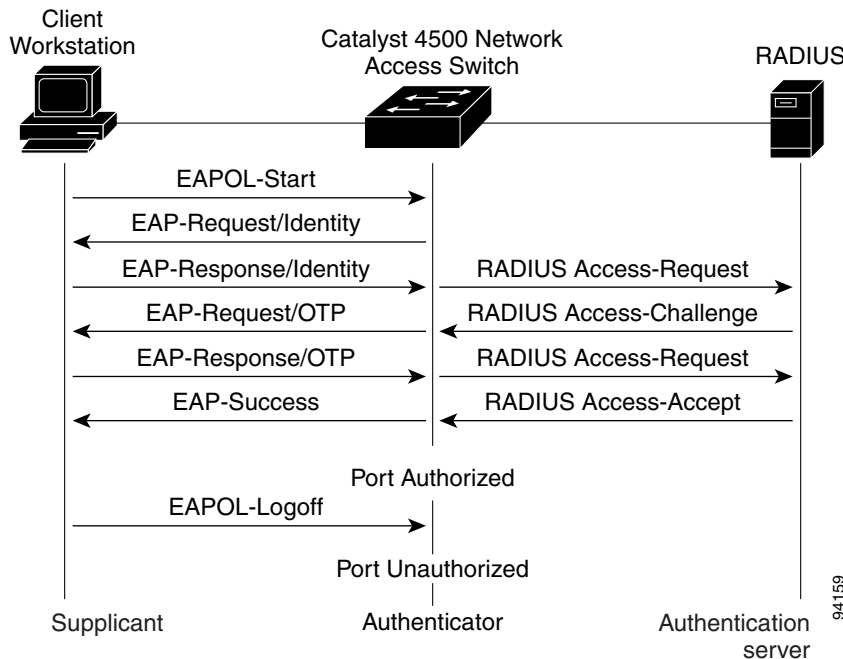 Client
Workstation
Catalyst 4500 Network
Access Switch
RADIUS
EAPOL-Start
EAP-Request/Identity
EAP-Response/Identity
RADIUS Access-Request
EAP-Request/OTP
RADIUS Access-Challenge
EAP-Response/OTP
RADIUS Access-Request
EAP-Success
RADIUS Access-Accept
Port Authorized
EAPOL-Logoff
Port Unauthorized
Supplicant
Authenticator
Authentication
server
94159